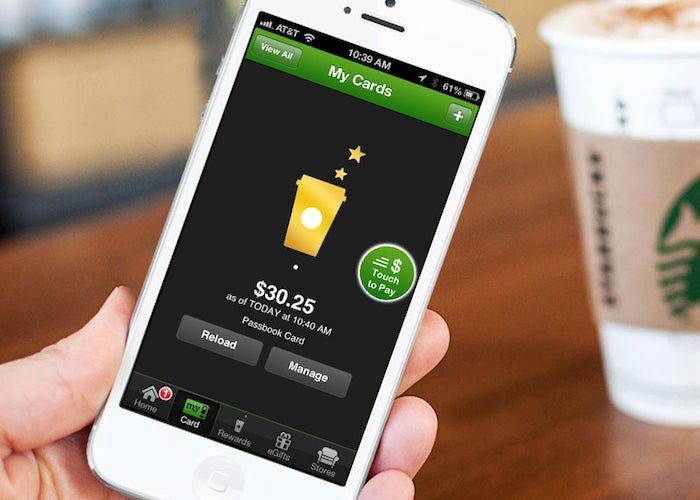 AT&T
10:39 AM
61%
View All
My Cards
+
$
Touch
to Pay
$30.25
as of TODAY at 10:40 AM
Passbook Card
Reload
Manage
1
Home
my
Card
Rewards
eGifts
Stores
STARBUCKS